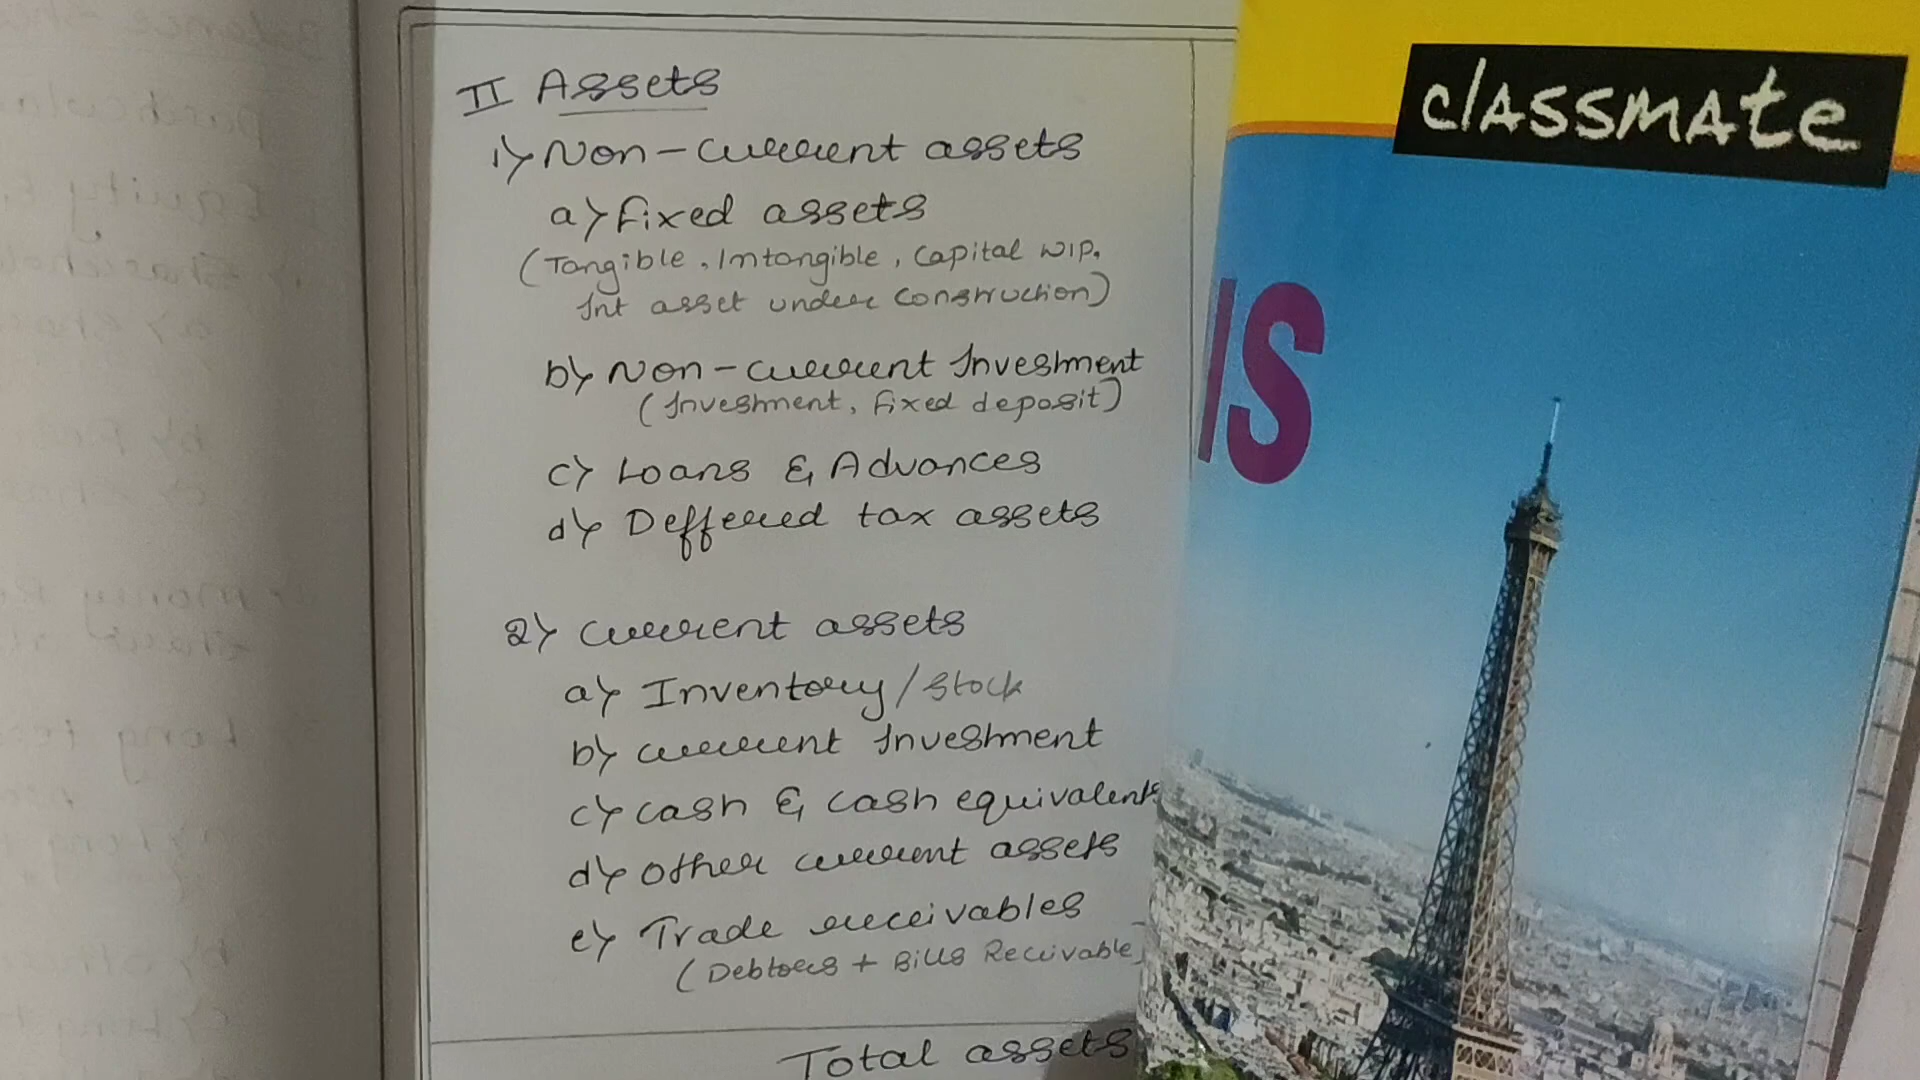 II Assets
1) Non-current assets
a) Fixed assets
(Tangible, Intangible, Capital WIP,
Int asset under construction)
b) Non-current Investment
(Investment, Fixed deposit)
c) Loans & Advances
d) Deffered tax assets
2) Current assets
a) Inventory/Stock
b) current Investment
c) cash & cash equivalents
d) Other current assets
e) Trade receivables
(Debtors + Bills Receivable)
Total assets
classmate
IS